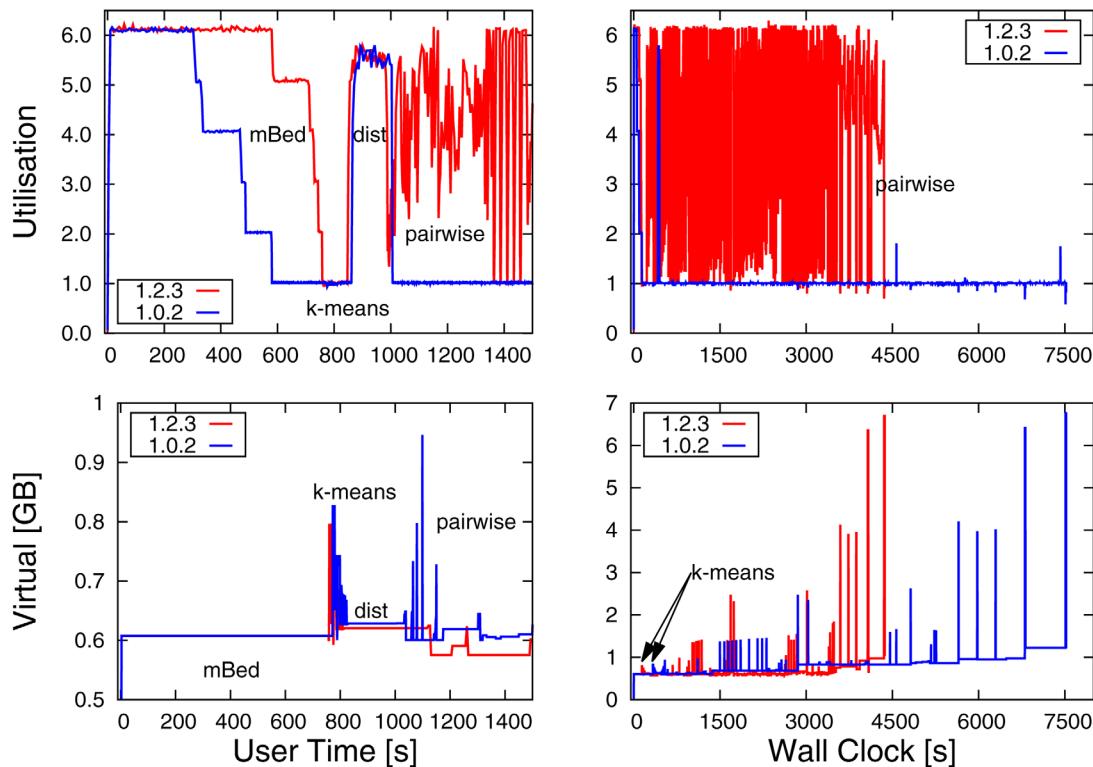 Utilisation
6.0
5.0
4.0
3.0
2.0
1.0
0.0
mBed
dist
pairwise
k-means
1.2.3
1.0.2
0 200 400 600 800 1000 1200 1400
6
5
4
3
2
1
0
1.2.3
1.0.2
pairwise
0 1500 3000 4500 6000 7500
Virtual [GB]
1
0.9
0.8
0.7
0.6
0.5
1.2.3
1.0.2
k-means
pairwise
dist
mBed
0 200 400 600 800 1000 1200 1400
User Time [s]
7
6
5
4
3
2
1
0
1.2.3
1.0.2
k-means
0 1500 3000 4500 6000 7500
Wall Clock [s]